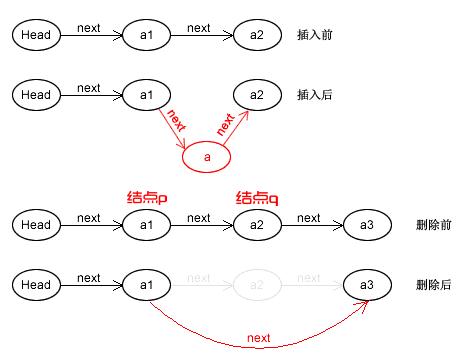 Head next a1 next a2 插入前
Head next a1 a2 插入后
next next
a
结点p 结点q
Head next a1 next a2 next a3 删除前
Head next a1 next a2 next a3 删除后
next